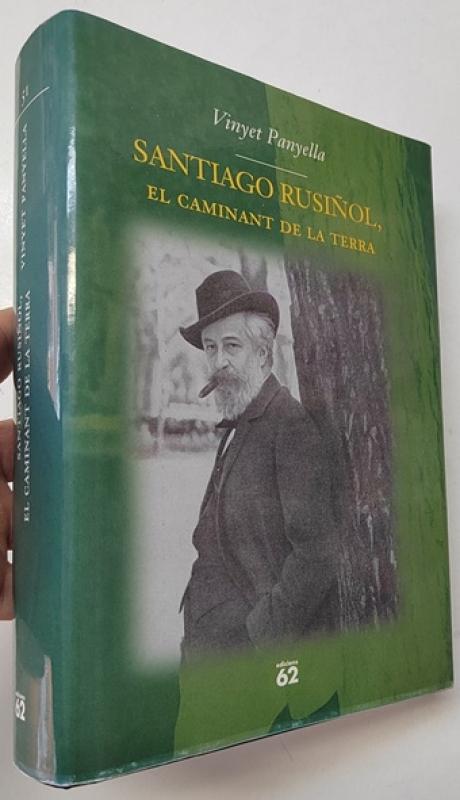 Vinyet Panyella
SANTIAGO RUSIÑOL,
EL CAMINANT DE LA TERRA
edicions
62
VINYET PANYELLA
SANTIAGO RUSIÑOL,
EL CAMINANT DE LA TERRA
edicions
62